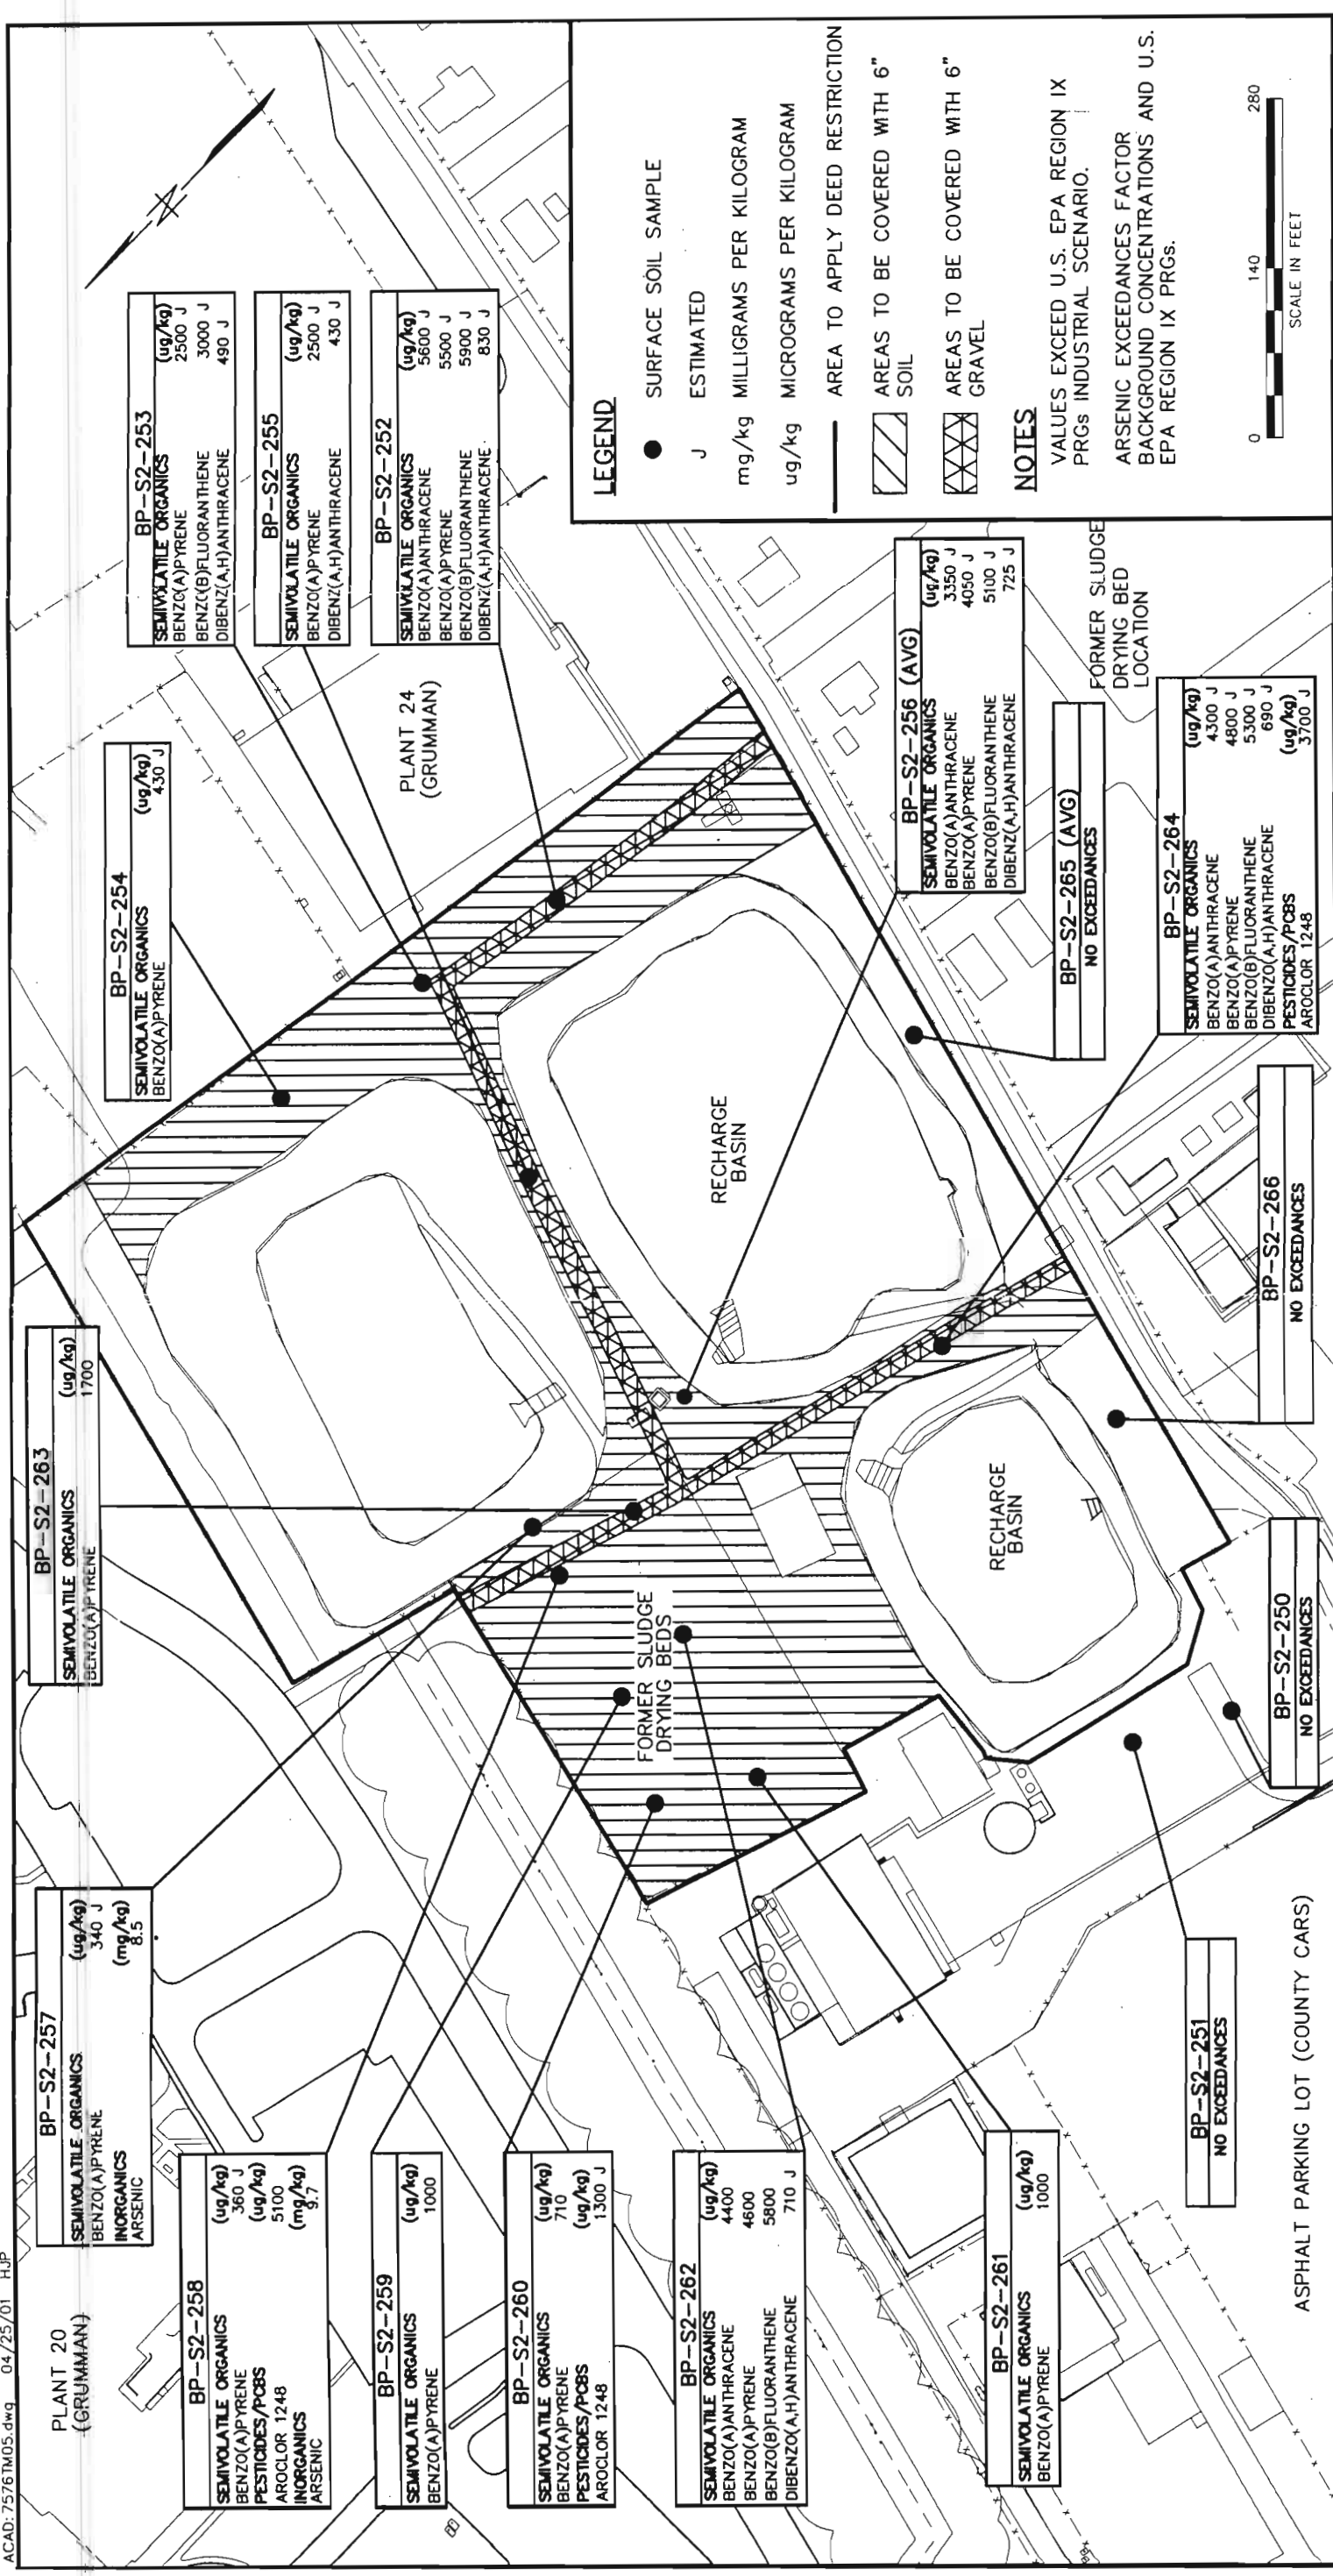 ACAD: 7576TM05.dwg 04/25/01 HJP
PLANT 20
(GRUMMAN)
BP-S2-257
SEMIVOLATILE ORGANICS (ug/kg)
BENZO(A)PYRENE 340 J
INORGANICS (mg/kg)
ARSENIC 8.5
BP-S2-263
SEMIVOLATILE ORGANICS (ug/kg)
BENZO(A)PYRENE 1700
BP-S2-254
SEMIVOLATILE ORGANICS (ug/kg)
BENZO(A)PYRENE 430 J
BP-S2-253
SEMIVOLATILE ORGANICS (ug/kg)
BENZO(A)PYRENE 2500 J
BENZO(B)FLUORANTHENE 3000 J
DIBENZ(A,H)ANTHRACENE 490 J
BP-S2-255
SEMIVOLATILE ORGANICS (ug/kg)
BENZO(A)PYRENE 2500 J
DIBENZ(A,H)ANTHRACENE 430 J
BP-S2-252
SEMIVOLATILE ORGANICS (ug/kg)
BENZO(A)ANTHRACENE 5600 J
BENZO(A)PYRENE 5500 J
BENZO(B)FLUORANTHENE 5900 J
DIBENZ(A,H)ANTHRACENE 830 J
PLANT 24
(GRUMMAN)
BP-S2-258
SEMIVOLATILE ORGANICS (ug/kg)
BENZO(A)PYRENE 360 J
PESTICIDES/PCBS (ug/kg)
AROCLOR 1248 5100
INORGANICS (mg/kg)
ARSENIC 9.7
BP-S2-259
SEMIVOLATILE ORGANICS (ug/kg)
BENZO(A)PYRENE 1000
BP-S2-260
SEMIVOLATILE ORGANICS (ug/kg)
BENZO(A)PYRENE 710
PESTICIDES/PCBS (ug/kg)
AROCLOR 1248 1300 J
BP-S2-262
SEMIVOLATILE ORGANICS (ug/kg)
BENZO(A)ANTHRACENE 4400
BENZO(A)PYRENE 4600
BENZO(B)FLUORANTHENE 5800
DIBENZO(A,H)ANTHRACENE 710 J
BP-S2-261
SEMIVOLATILE ORGANICS (ug/kg)
BENZO(A)PYRENE 1000
FORMER SLUDGE
DRYING BEDS
RECHARGE
BASIN
RECHARGE
BASIN
BP-S2-256 (AVG)
SEMIVOLATILE ORGANICS (ug/kg)
BENZO(A)ANTHRACENE 3350 J
BENZO(A)PYRENE 4050 J
BENZO(B)FLUORANTHENE 5100 J
DIBENZ(A,H)ANTHRACENE 725 J
BP-S2-265 (AVG)
NO EXCEEDANCES
FORMER SLUDGE
DRYING BED
LOCATION
BP-S2-264
SEMIVOLATILE ORGANICS (ug/kg)
BENZO(A)ANTHRACENE 4300 J
BENZO(A)PYRENE 4800 J
BENZO(B)FLUORANTHENE 5300 J
DIBENZO(A,H)ANTHRACENE 690 J
PESTICIDES/PCBS (ug/kg)
AROCLOR 1248 3700 J
BP-S2-266
NO EXCEEDANCES
BP-S2-250
NO EXCEEDANCES
BP-S2-251
NO EXCEEDANCES
ASPHALT PARKING LOT (COUNTY CARS)
LEGEND
SURFACE SOIL SAMPLE
J ESTIMATED
mg/kg MILLIGRAMS PER KILOGRAM
ug/kg MICROGRAMS PER KILOGRAM
AREA TO APPLY DEED RESTRICTION
AREAS TO BE COVERED WITH 6"
SOIL
AREAS TO BE COVERED WITH 6"
GRAVEL
NOTES
VALUES EXCEED U.S. EPA REGION IX
PRGs INDUSTRIAL SCENARIO.
ARSENIC EXCEEDANCES FACTOR
BACKGROUND CONCENTRATIONS AND U.S.
EPA REGION IX PRGs.
0 140 280
SCALE IN FEET